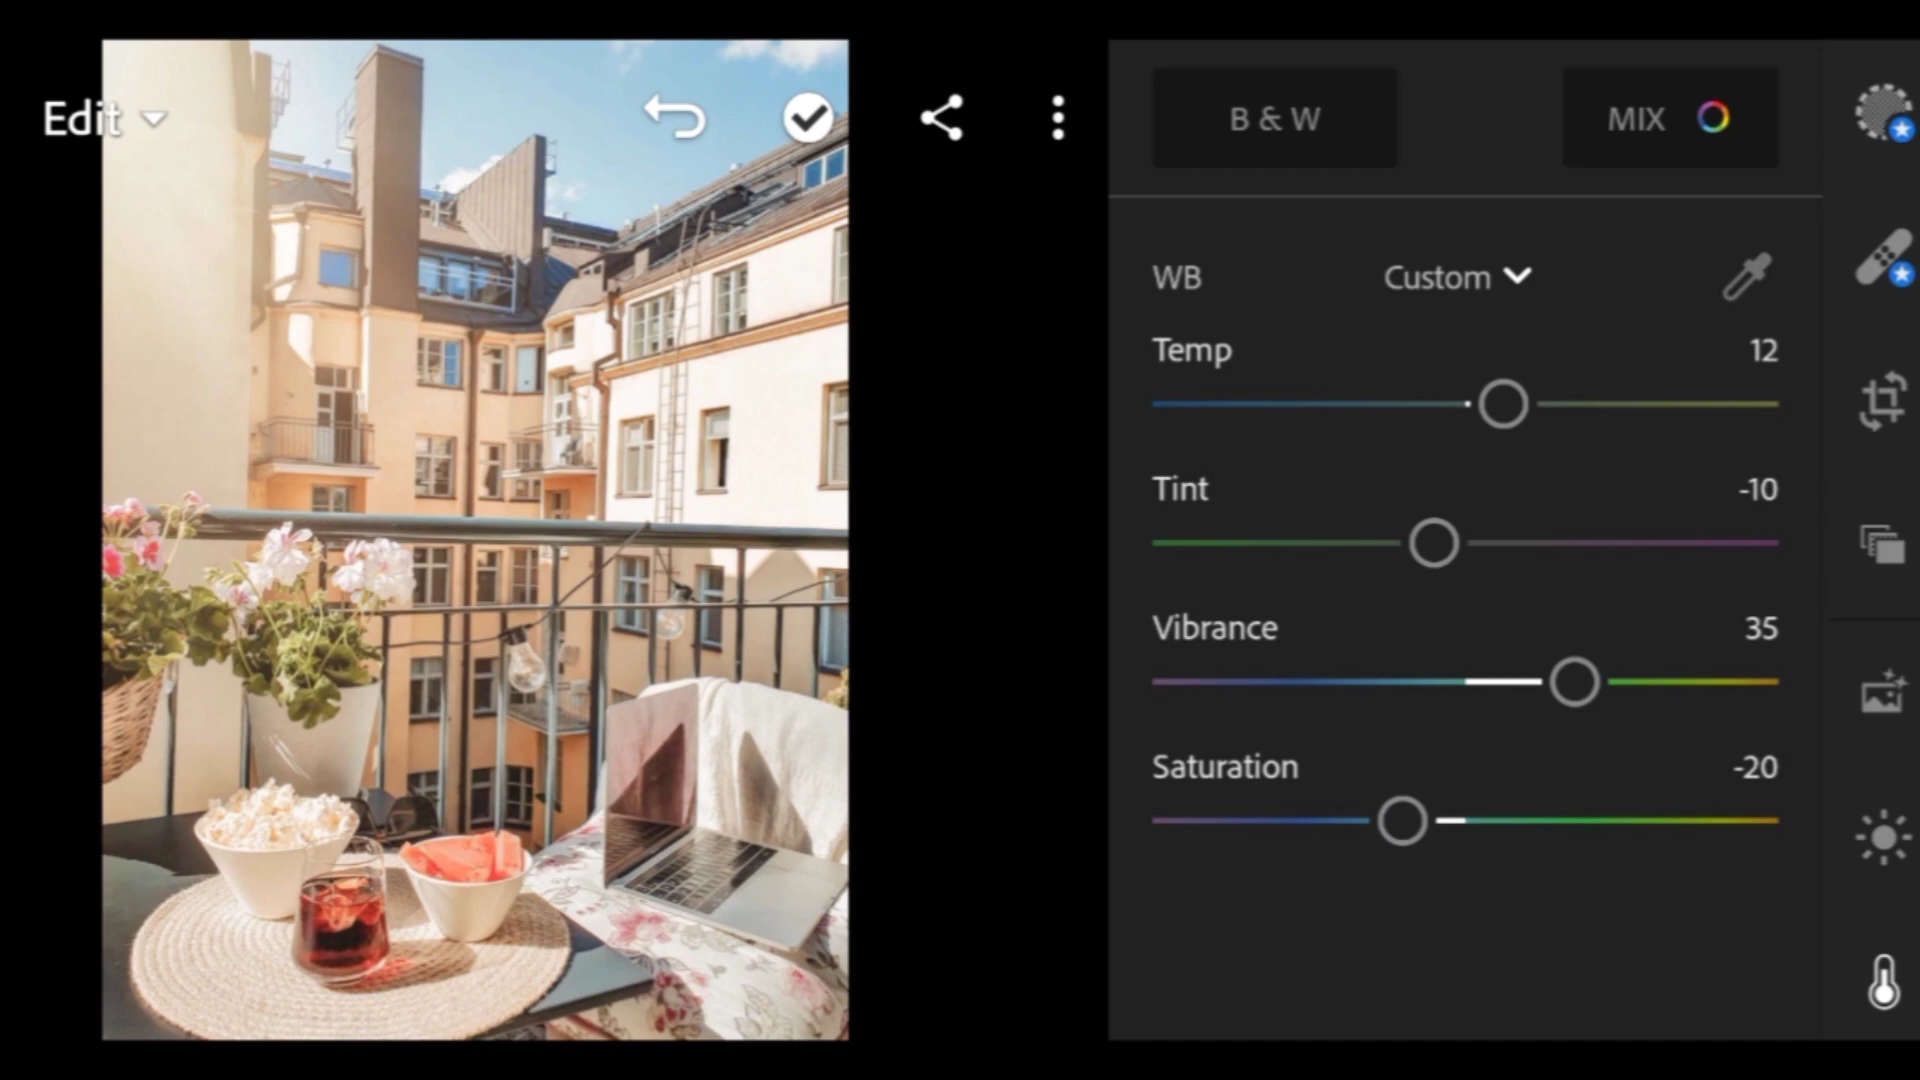 Edit
B & W
MIX
WB
Custom
Temp
12
Tint
-10
Vibrance
35
Saturation
-20